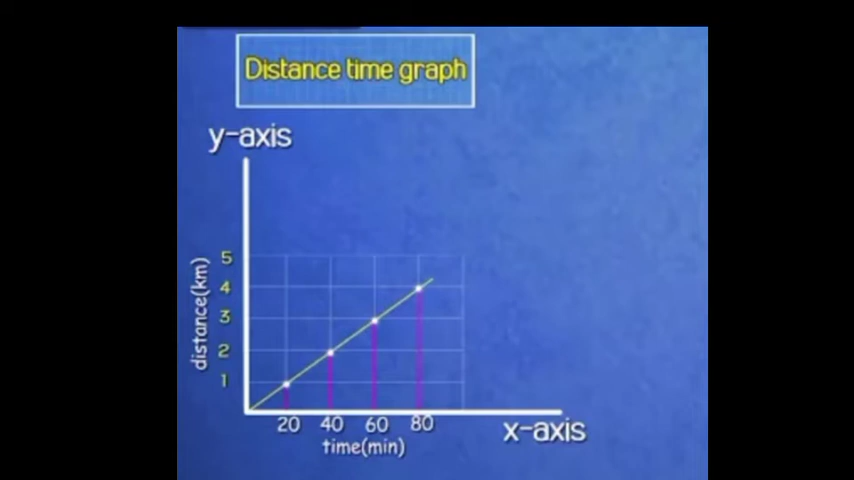 Distance time graph
y-axis
distance(km)
5
4
3
2
1
20 40 60 80
time(min)
x-axis